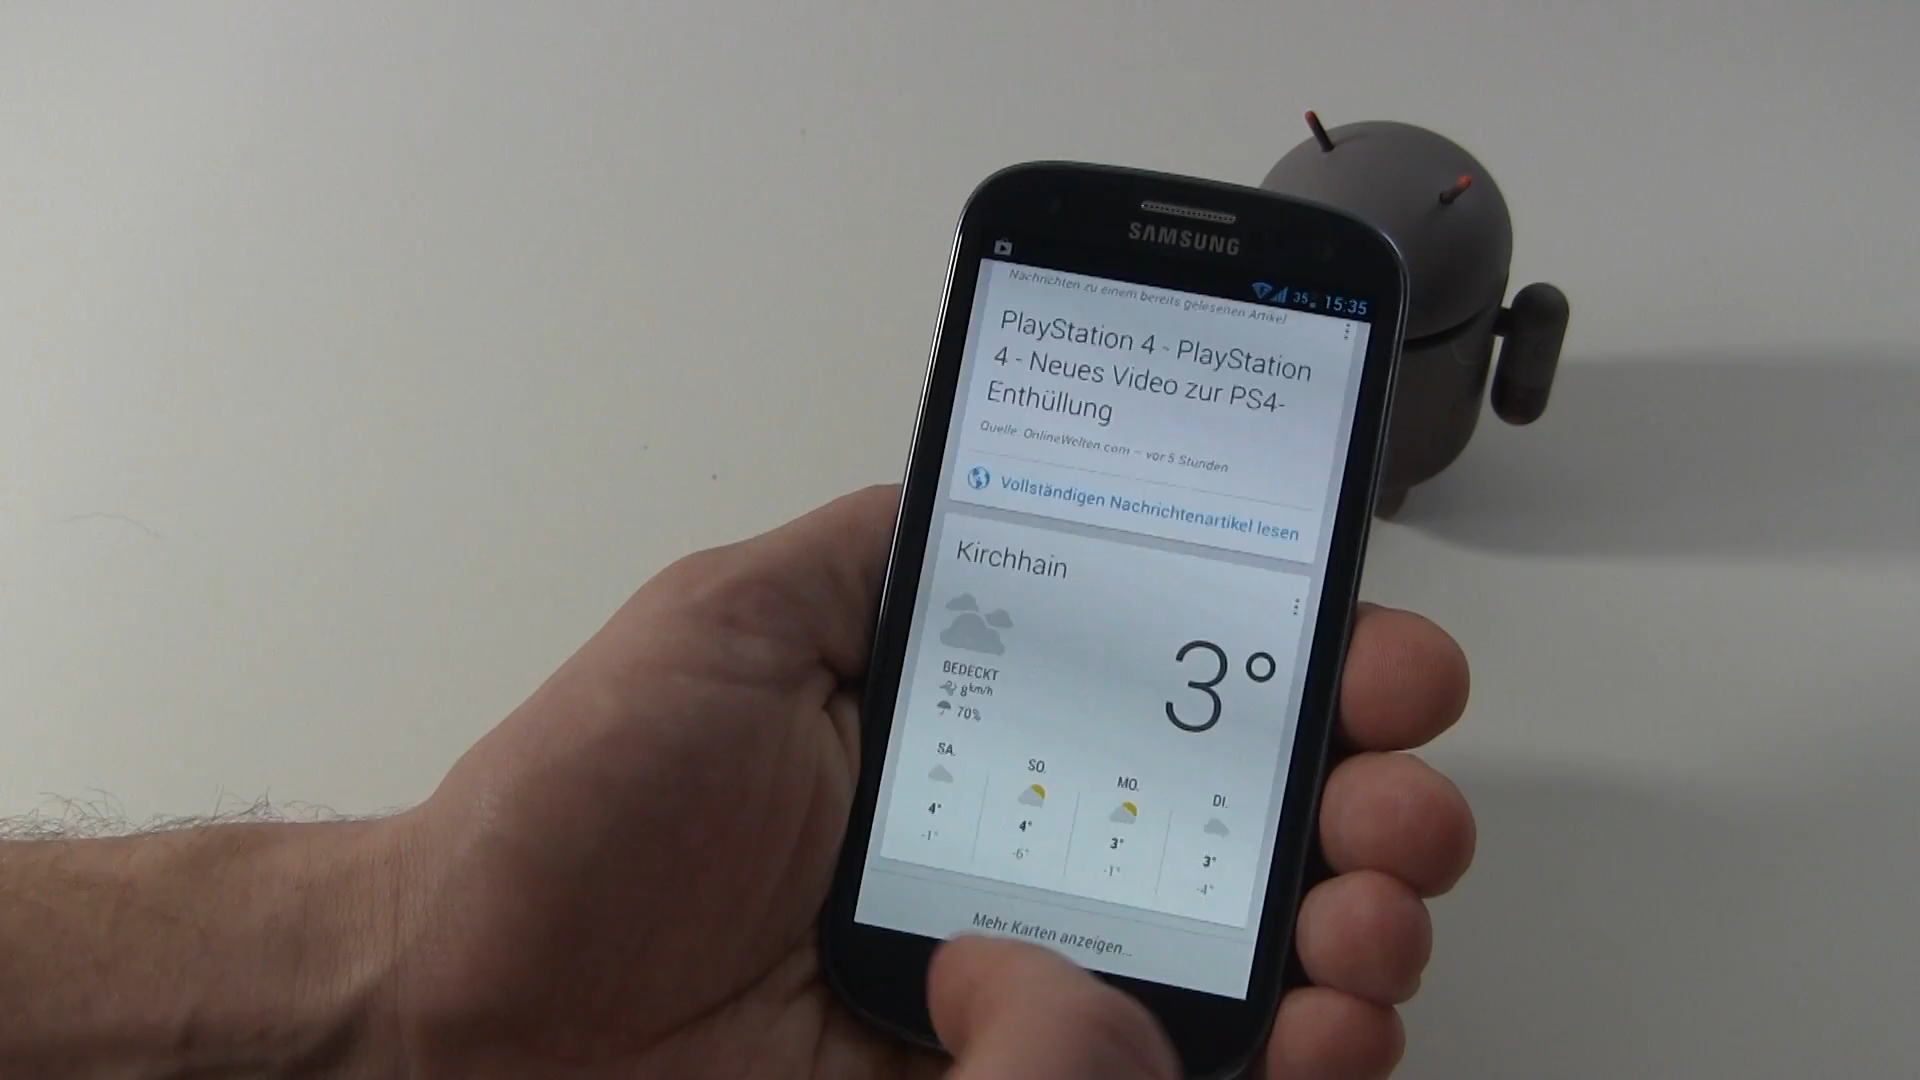 SAMSUNG
35 15:35
Nachrichten zu einem bereits gelesenen Artikel
PlayStation 4 - PlayStation
4 - Neues Video zur PS4-
Enthüllung
Quelle: OnlineWelten.com – vor 5 Stunden
Vollständigen Nachrichtenartikel lesen
Kirchhain
3°
BEDECKT
8km/h
70%
SA. SO. MO. DI.
4° 4° 3° 3°
-1° -6° -1° -4°
Mehr Karten anzeigen...